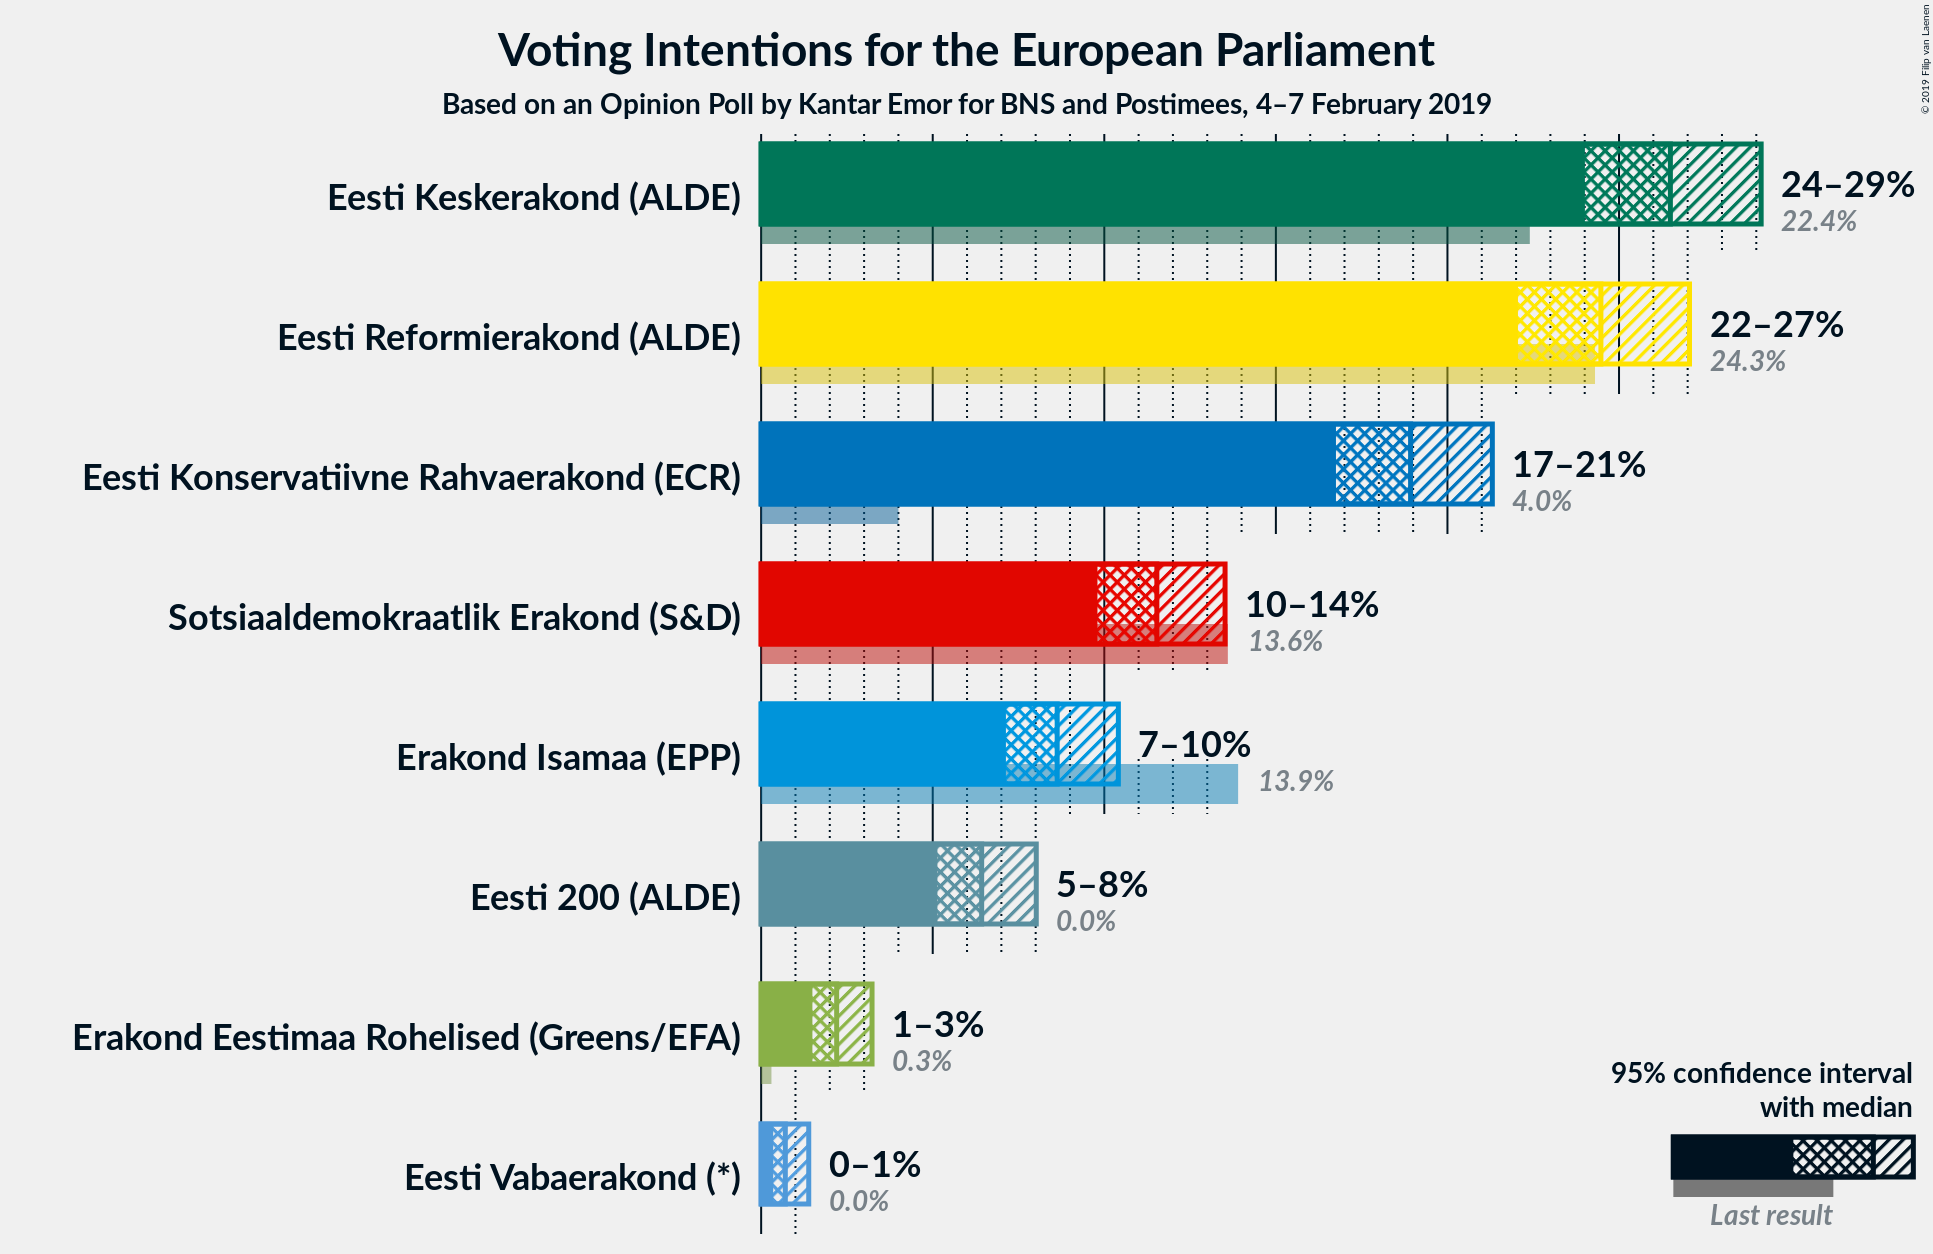 Voting Intentions for the European Parliament
Based on an Opinion Poll by Kantar Emor for BNS and Postimees, 4–7 February 2019
© 2019 Filip van Laenen
Eesti Keskerakond (ALDE)
24–29%
22.4%
Eesti Reformierakond (ALDE)
22–27%
24.3%
Eesti Konservatiivne Rahvaerakond (ECR)
17–21%
4.0%
Sotsiaaldemokraatlik Erakond (S&D)
10–14%
13.6%
Erakond Isamaa (EPP)
7–10%
13.9%
Eesti 200 (ALDE)
5–8%
0.0%
Erakond Eestimaa Rohelised (Greens/EFA)
1–3%
0.3%
Eesti Vabaerakond (*)
0–1%
0.0%
95% confidence interval
with median
Last result